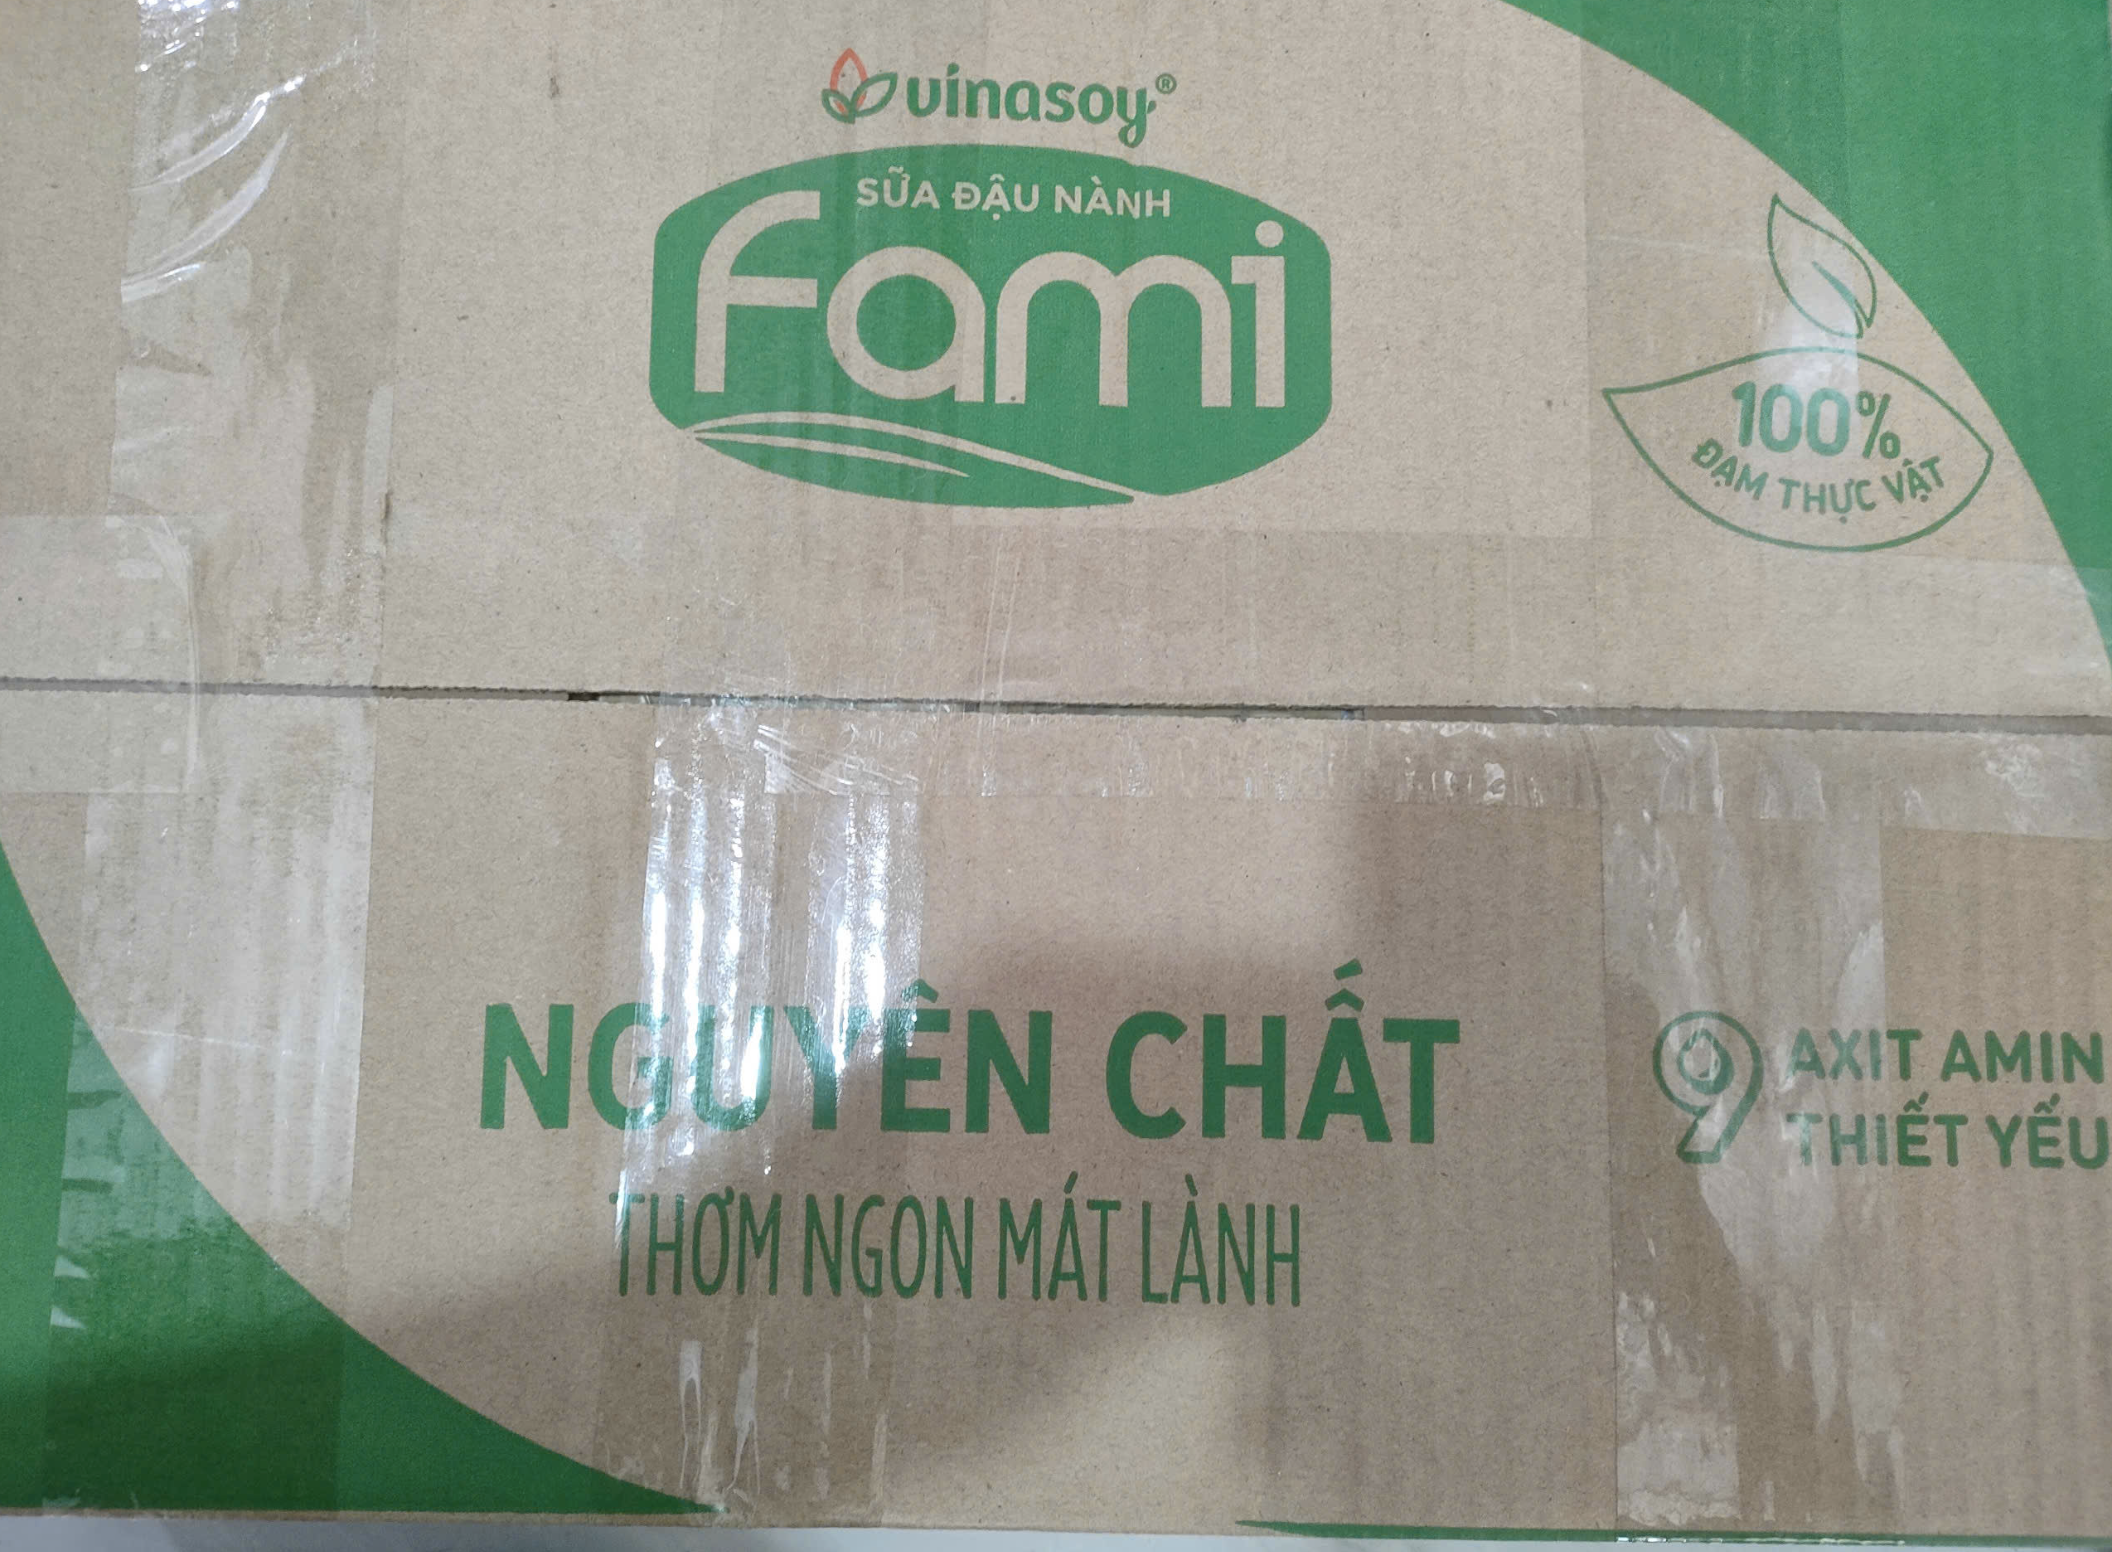 vinasoy®
SỮA ĐẬU NÀNH
Fami
100%
ĐẠM THỰC VẬT
NGUYÊN CHẤT
THƠM NGON MÁT LÀNH
9 AXIT AMIN
THIẾT YẾU